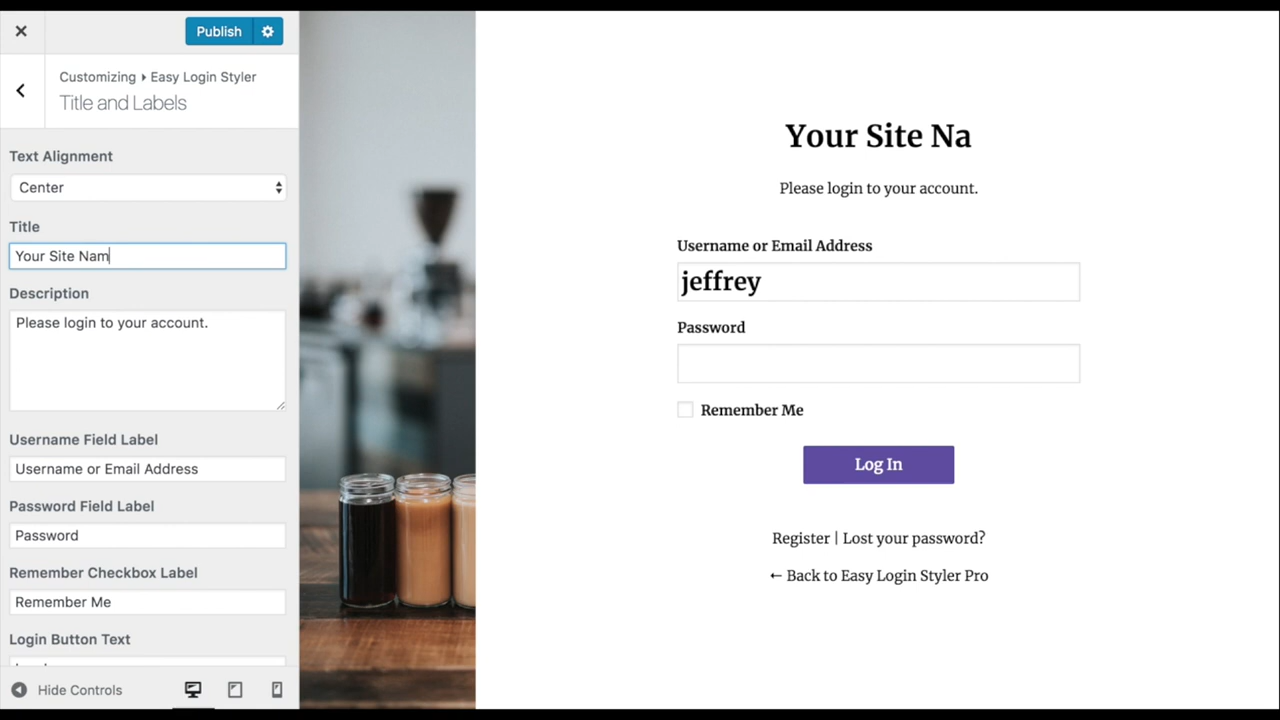 Publish
Customizing ▸ Easy Login Styler
Title and Labels
Text Alignment
Center
Title
Your Site Nam
Description
Please login to your account.
Username Field Label
Username or Email Address
Password Field Label
Password
Remember Checkbox Label
Remember Me
Login Button Text
Hide Controls
Your Site Na
Please login to your account.
Username or Email Address
jeffrey
Password
Remember Me
Log In
Register | Lost your password?
← Back to Easy Login Styler Pro